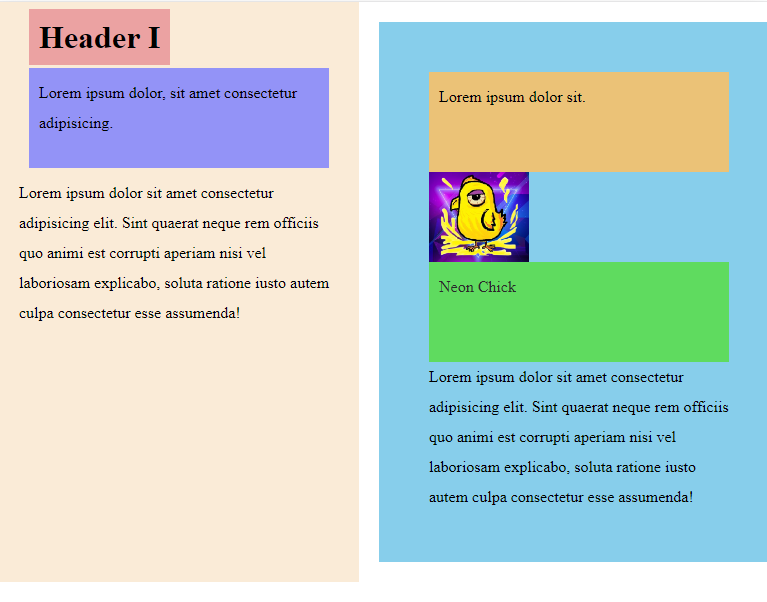 Header I
Lorem ipsum dolor, sit amet consectetur
adipisicing.
Lorem ipsum dolor sit amet consectetur
adipisicing elit. Sint quaerat neque rem officiis
quo animi est corrupti aperiam nisi vel
laboriosam explicabo, soluta ratione iusto autem
culpa consectetur esse assumenda!
Lorem ipsum dolor sit.
Neon Chick
Lorem ipsum dolor sit amet consectetur
adipisicing elit. Sint quaerat neque rem officiis
quo animi est corrupti aperiam nisi vel
laboriosam explicabo, soluta ratione iusto
autem culpa consectetur esse assumenda!